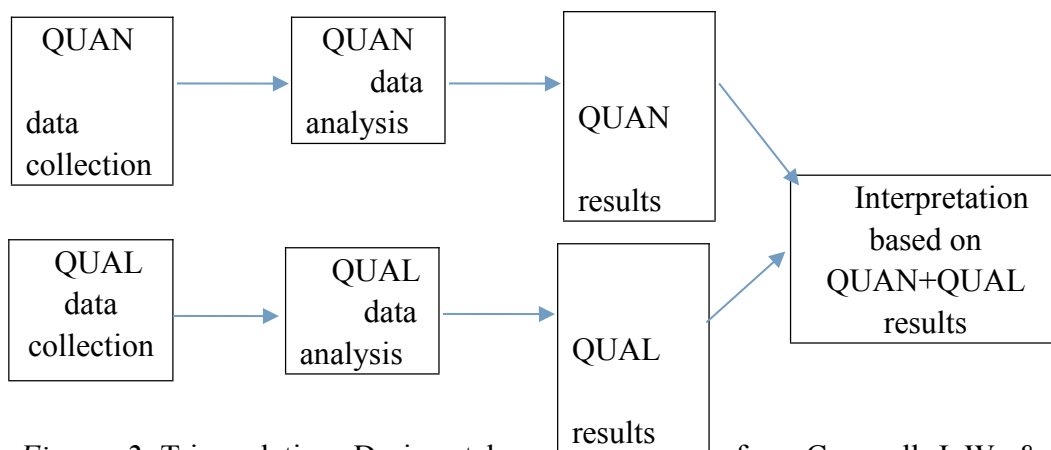 QUAN
data
collection
QUAN
data
analysis
QUAN
results
Interpretation
based on
QUAN+QUAL
results
QUAL
data
collection
QUAL
data
analysis
QUAL
results